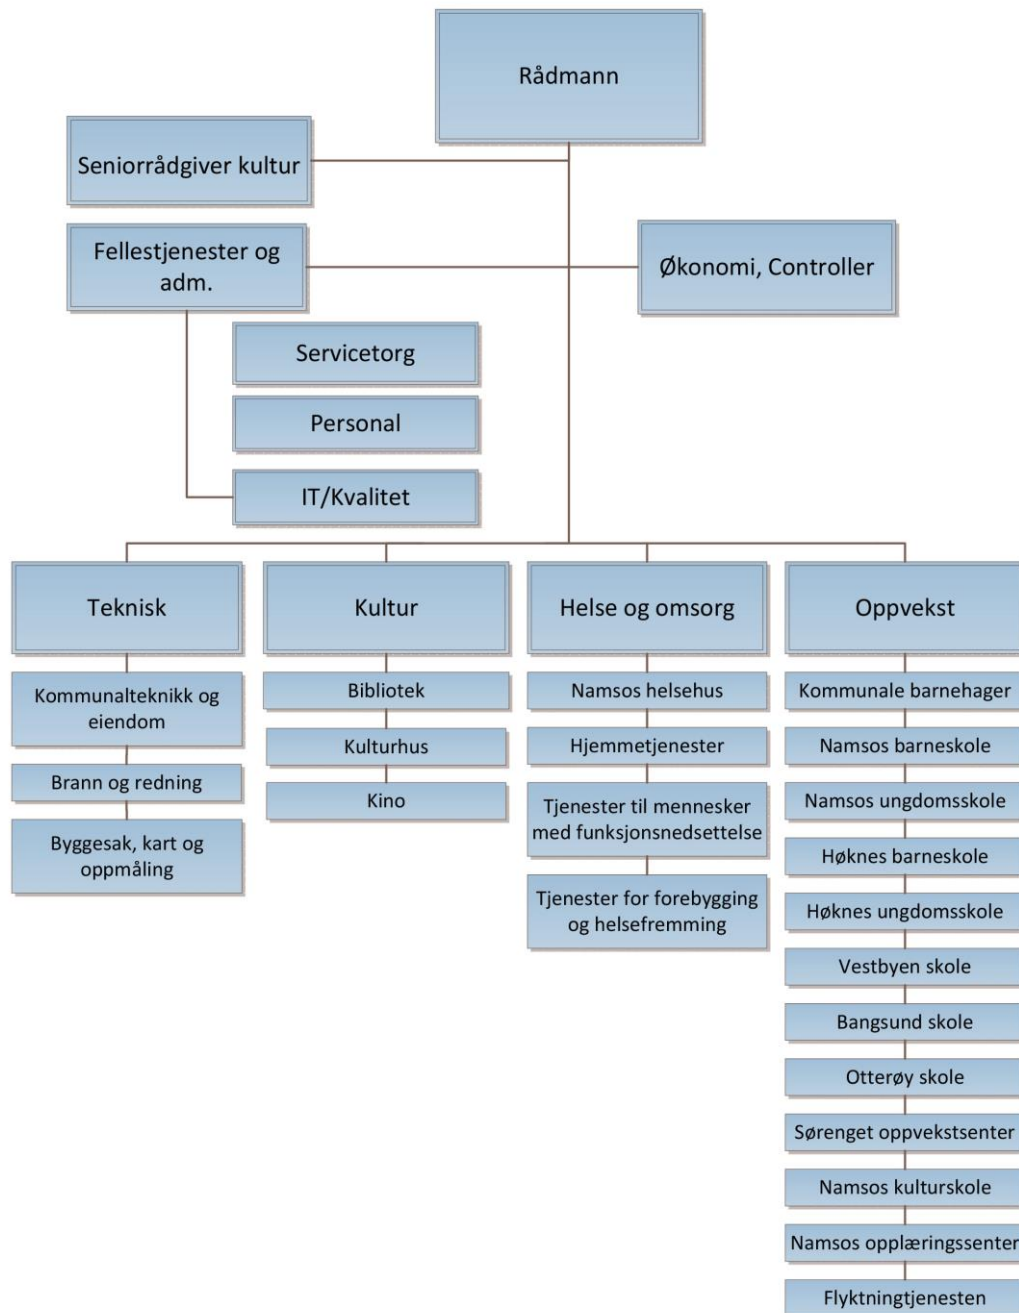 Rådmann
Seniorrådgiver kultur
Fellestjenester og
adm.
Økonomi, Controller
Servicetorg
Personal
IT/Kvalitet
Teknisk
Kommunalteknikk og
eiendom
Brann og redning
Byggesak, kart og
oppmåling
Kultur
Bibliotek
Kulturhus
Kino
Helse og omsorg
Namsos helsehus
Hjemmetjenester
Tjenester til mennesker
med funksjonsnedsettelse
Tjenester for forebygging
og helsefremming
Oppvekst
Kommunale barnehager
Namsos barneskole
Namsos ungdomsskole
Høknes barneskole
Høknes ungdomsskole
Vestbyen skole
Bangsund skole
Otterøy skole
Sørenget oppvekstsenter
Namsos kulturskole
Namsos opplæringssenter
Flyktningtjenesten